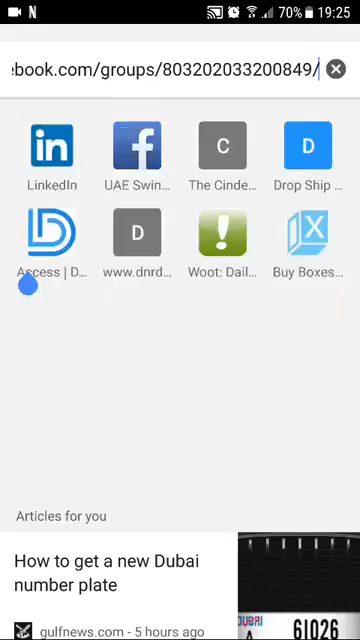 N 70% 19:25
ebook.com/groups/803202033200849/
LinkedIn UAE Swin... The Cinde... Drop Ship ...
C D
Access | D... www.dnrd... Woot: Dail... Buy Boxes...
D X
Articles for you
How to get a new Dubai
number plate
gulfnews.com - 5 hours ago
DUBAI
A 61026